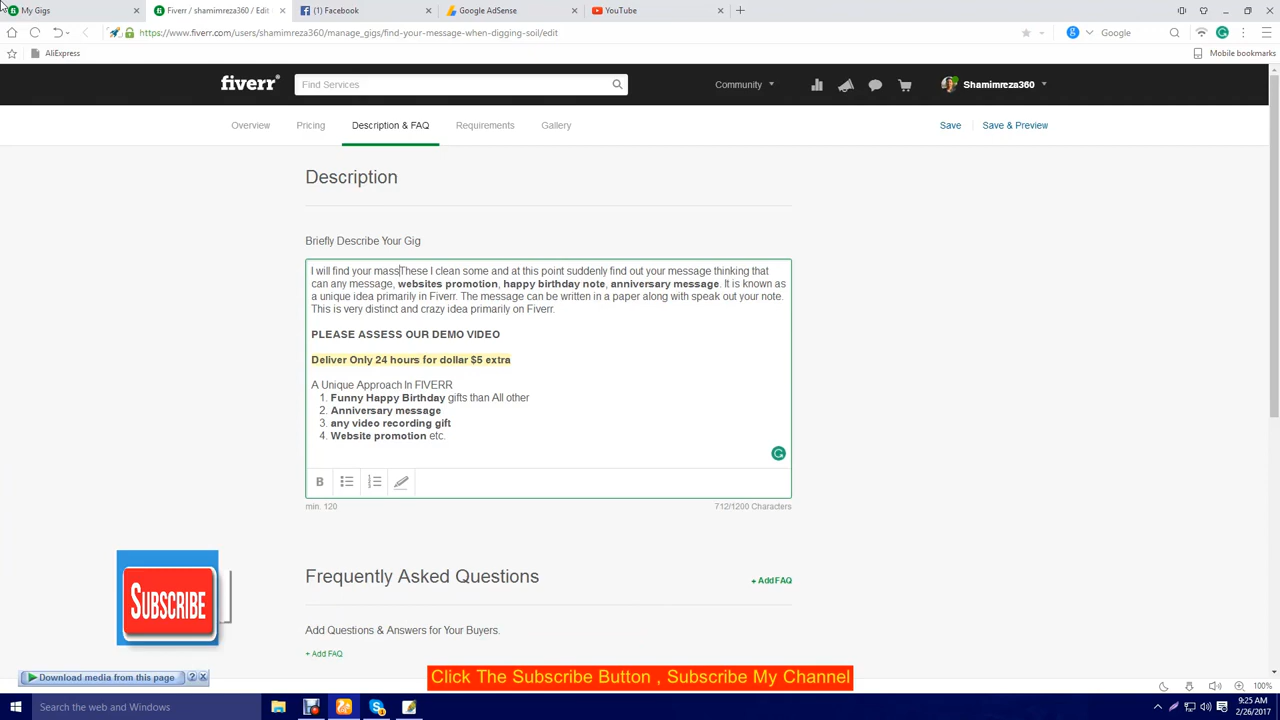 My Gigs
Fiverr / shamimreza360 / Edit
(1) Facebook
Google AdSense
YouTube
https://www.fiverr.com/users/shamimreza360/manage_gigs/find-your-message-when-digging-soil/edit
Google
AliExpress
Mobile bookmarks
fiverr
Find Services
Community
Shamimreza360
Overview
Pricing
Description & FAQ
Requirements
Gallery
Save
Save & Preview
Description
Briefly Describe Your Gig
I will find your massThese I clean some and at this point suddenly find out your message thinking that
can any message, websites promotion, happy birthday note, anniversary message. It is known as
a unique idea primarily in Fiverr. The message can be written in a paper along with speak out your note.
This is very distinct and crazy idea primarily on Fiverr.
PLEASE ASSESS OUR DEMO VIDEO
Deliver Only 24 hours for dollar $5 extra
A Unique Approach In FIVERR
1. Funny Happy Birthday gifts than All other
2. Anniversary message
3. any video recording gift
4. Website promotion etc.
B
min. 120
712/1200 Characters
Frequently Asked Questions
+ Add FAQ
Add Questions & Answers for Your Buyers.
+ Add FAQ
SUBSCRIBE
Click The Subscribe Button , Subscribe My Channel
Download media from this page
? X
100%
Search the web and Windows
9:25 AM
2/26/2017